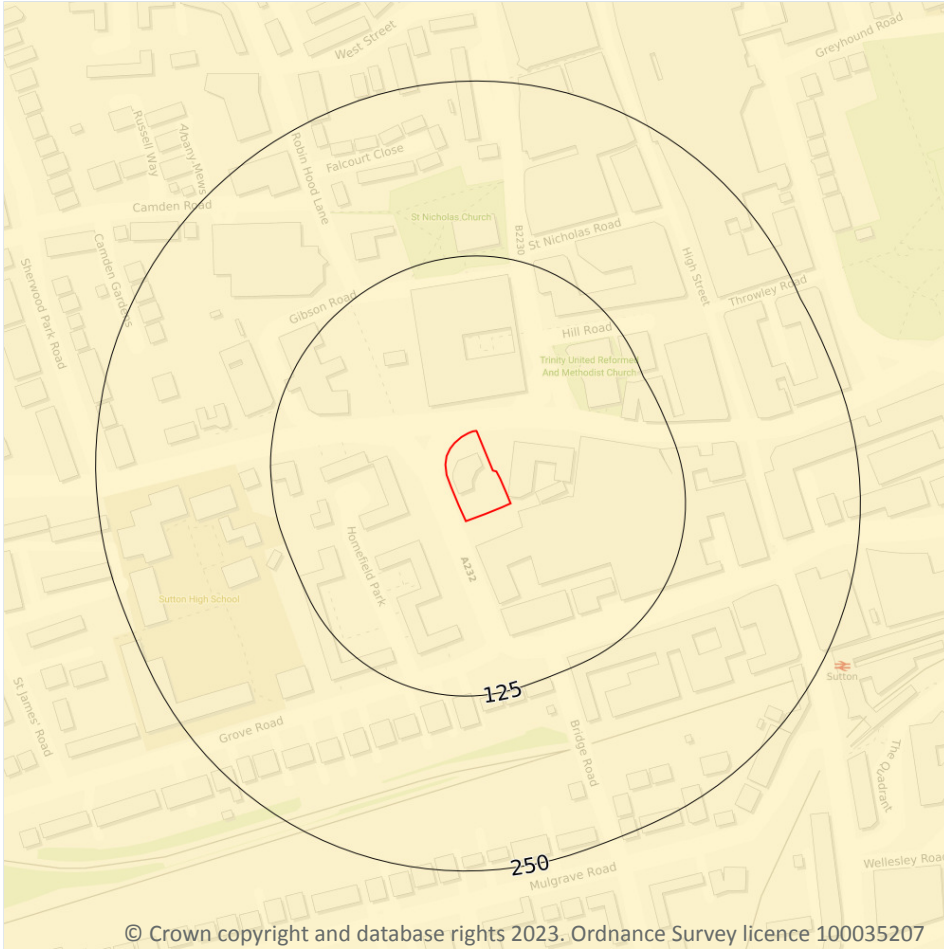 West Street
Greyhound Road
Russell Way
Albany Mews
Robin Hood Lane
Falcourt Close
Camden Road
St Nicholas Church
B2230
St Nicholas Road
Camden Gardens
Sherwood Park Road
High Street
Gibson Road
Throwley Road
Hill Road
Trinity United Reformed
And Methodist Church
Homefield Park
A232
Sutton High School
St James' Road
125
Sutton
Grove Road
Bridge Road
The Quadrant
250
Mulgrave Road
Wellesley Road
© Crown copyright and database rights 2023. Ordnance Survey licence 100035207